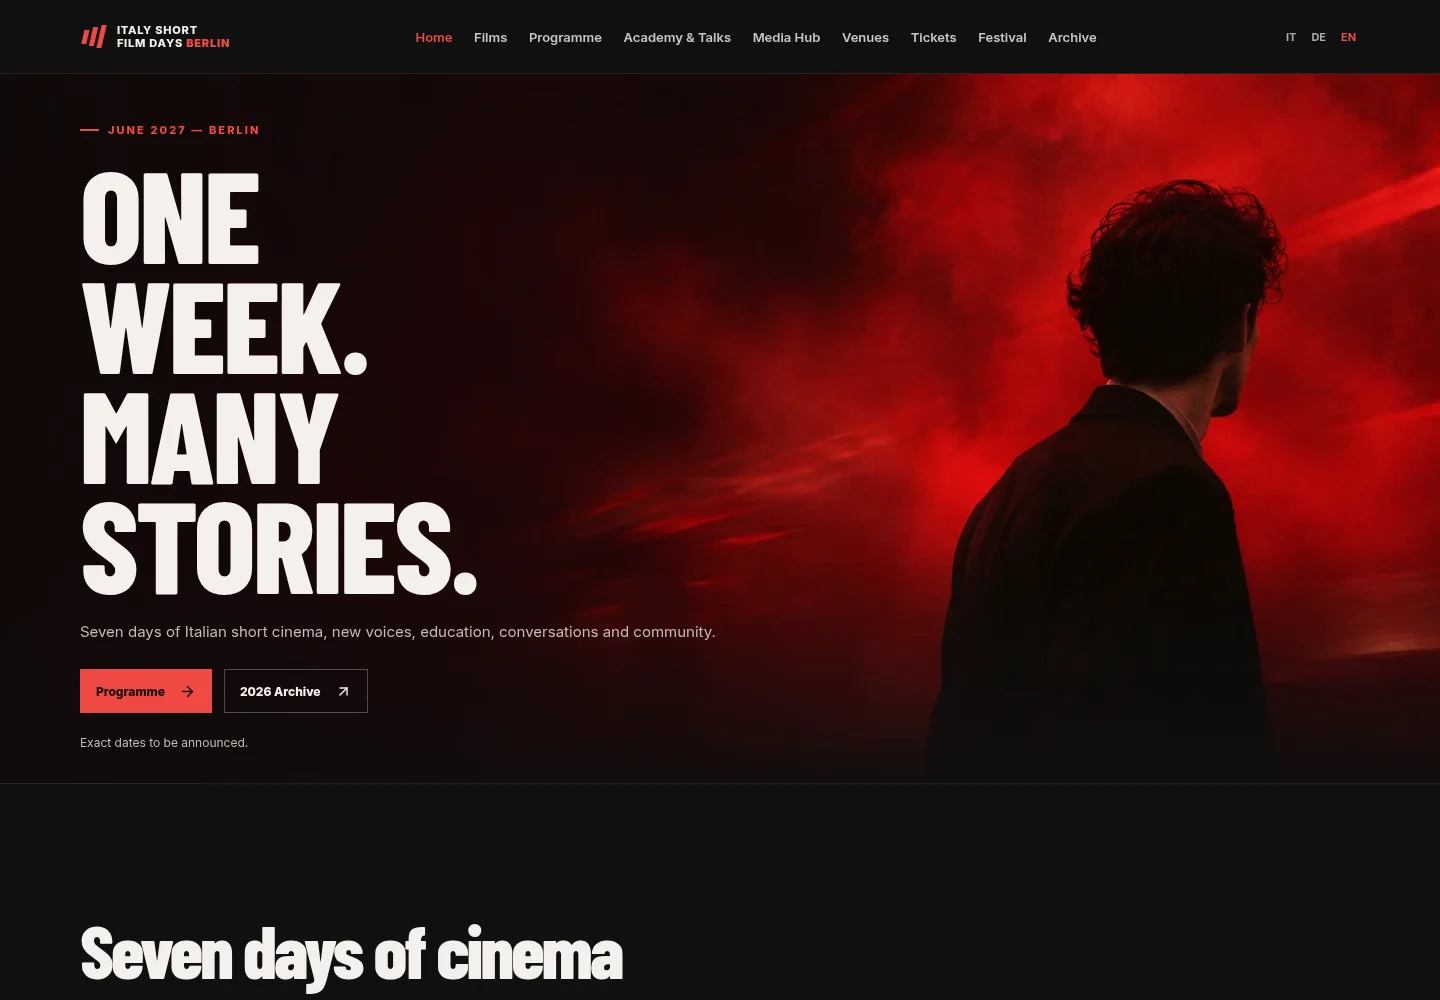 ITALY SHORT
FILM DAYS BERLIN
Home Films Programme Academy & Talks Media Hub Venues Tickets Festival Archive
IT DE EN
JUNE 2027 — BERLIN
ONE
WEEK.
MANY
STORIES.
Seven days of Italian short cinema, new voices, education, conversations and community.
Programme
2026 Archive
Exact dates to be announced.
Seven days of cinema